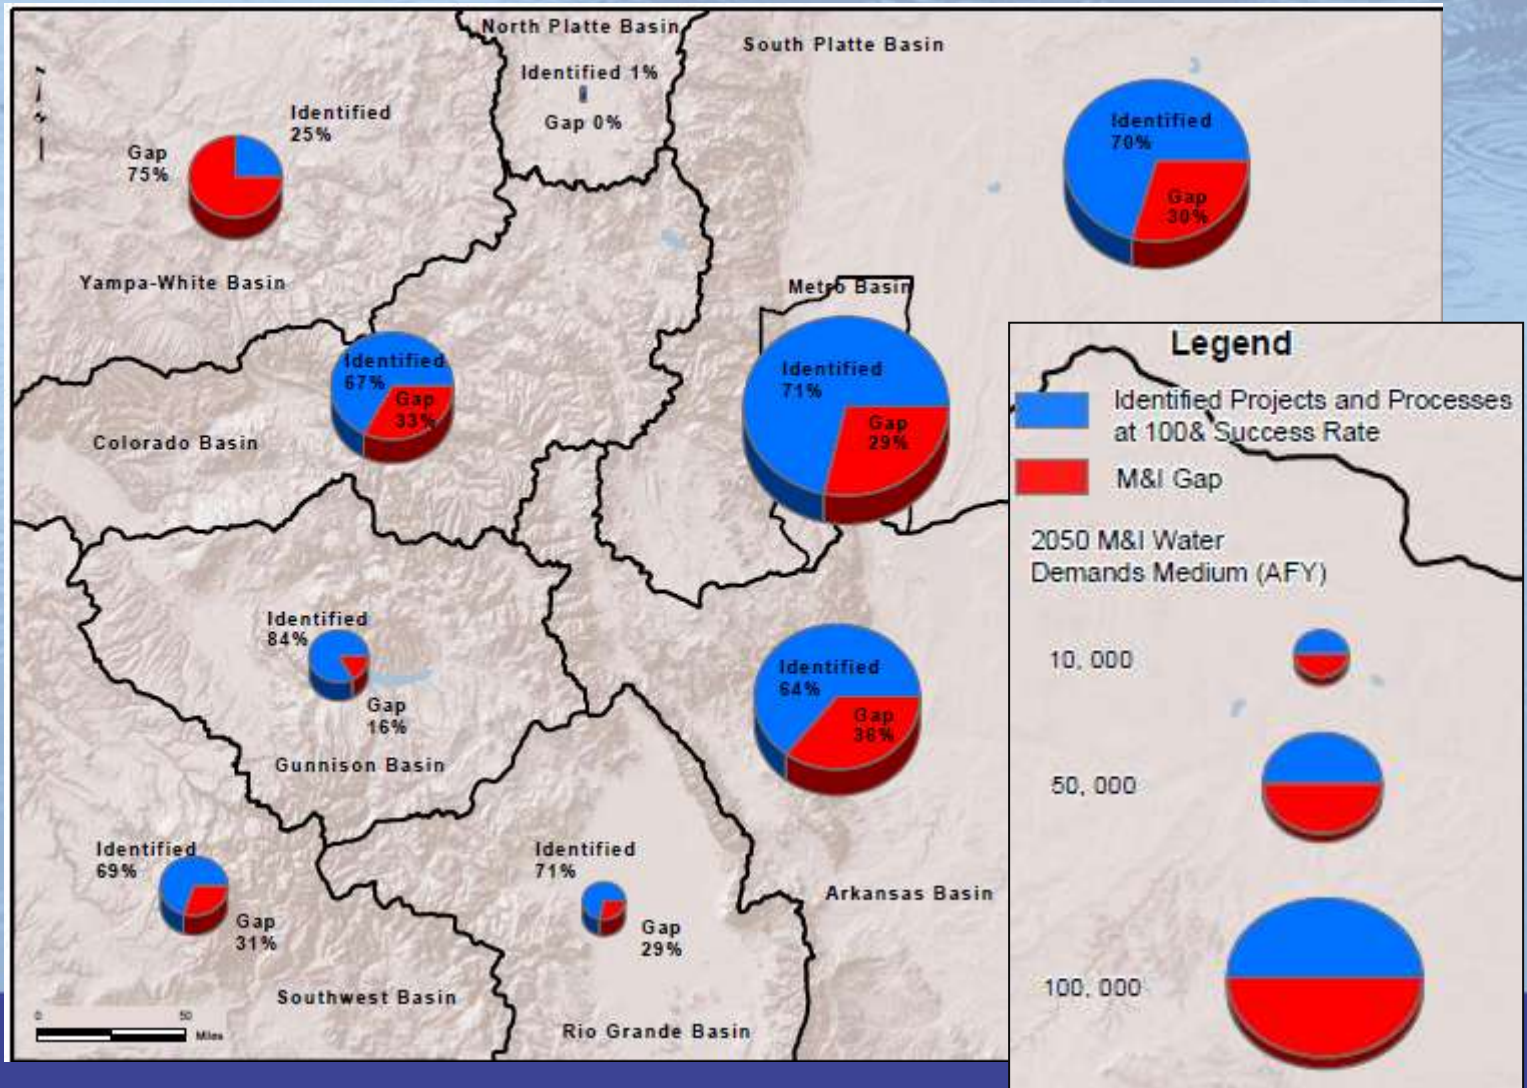 North Platte Basin
Identified 1%
Gap 0%
South Platte Basin
Identified
70%
Gap
30%
Identified
25%
Gap
75%
Yampa-White Basin
Metro Basin
Identified
71%
Gap
29%
Identified
67%
Gap
33%
Colorado Basin
Identified
84%
Gap
16%
Gunnison Basin
Identified
64%
Gap
36%
Arkansas Basin
Identified
69%
Gap
31%
Southwest Basin
Identified
71%
Gap
29%
Rio Grande Basin
0 50
Miles
Legend
Identified Projects and Processes
at 100& Success Rate
M&I Gap
2050 M&I Water
Demands Medium (AFY)
10, 000
50, 000
100, 000